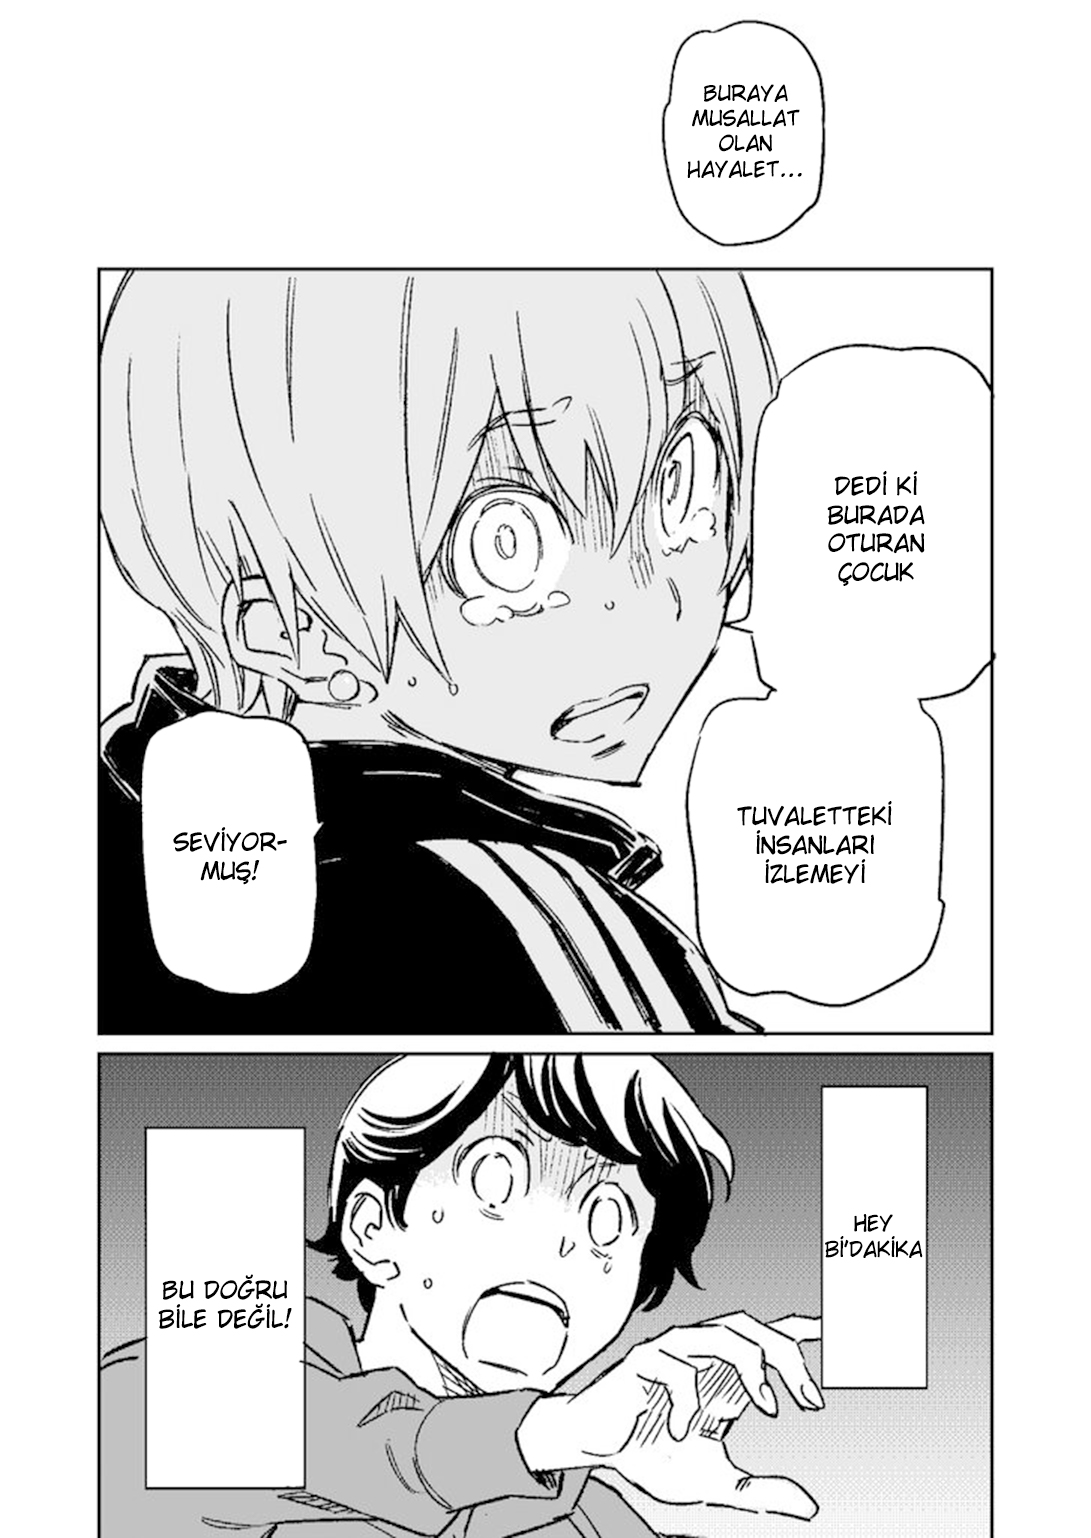 BURAYA
MUSALLAT
OLAN
HAYALET...
DEDİ Kİ
BURADA
OTURAN
ÇOCUK
TUVALETTEKİ
İNSANLARI
İZLEMEYİ
SEVİYOR-
MUŞ!
HEY
Bİ'DAKİKA
BU DOĞRU
BİLE DEĞİL!